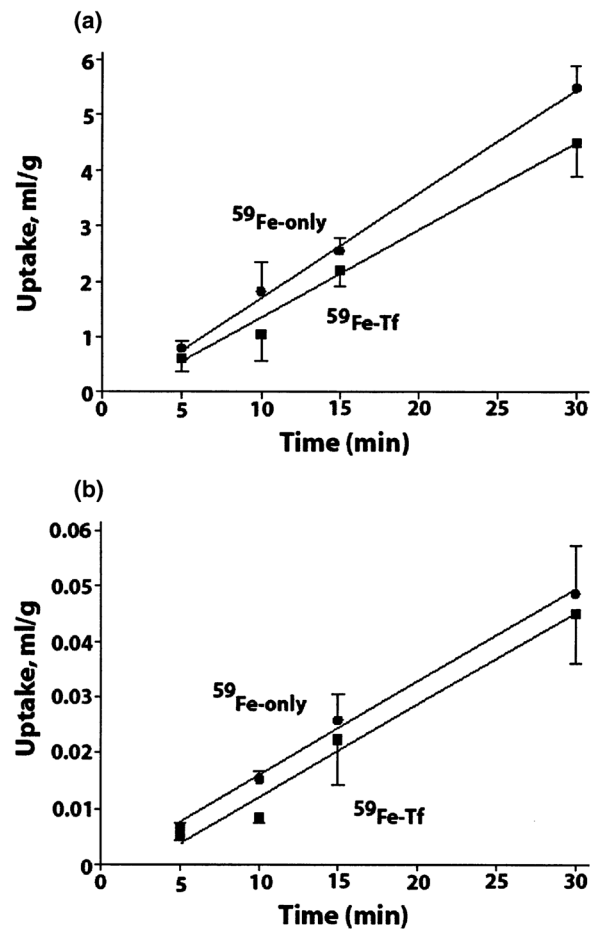 (a)
Uptake, ml/g
6
5
4
3
2
1
0
59Fe-only
59Fe-Tf
0 5 10 15 20 25 30
Time (min)
(b)
Uptake, ml/g
0.06
0.05
0.04
0.03
0.02
0.01
0
59Fe-only
59Fe-Tf
0 5 10 15 20 25 30
Time (min)